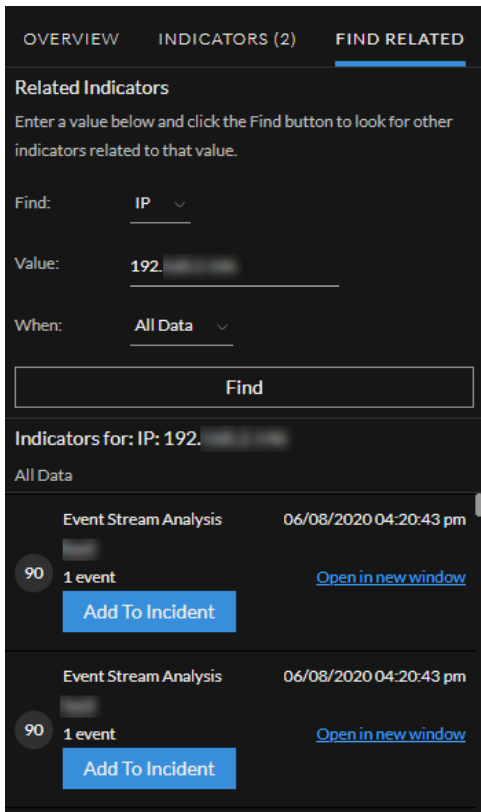 OVERVIEW INDICATORS (2) FIND RELATED
Related Indicators
Enter a value below and click the Find button to look for other
indicators related to that value.
Find: IP
Value: 192.
When: All Data
Find
Indicators for: IP: 192.
All Data
Event Stream Analysis 06/08/2020 04:20:43 pm
90 1 event Open in new window
Add To Incident
Event Stream Analysis 06/08/2020 04:20:43 pm
90 1 event Open in new window
Add To Incident